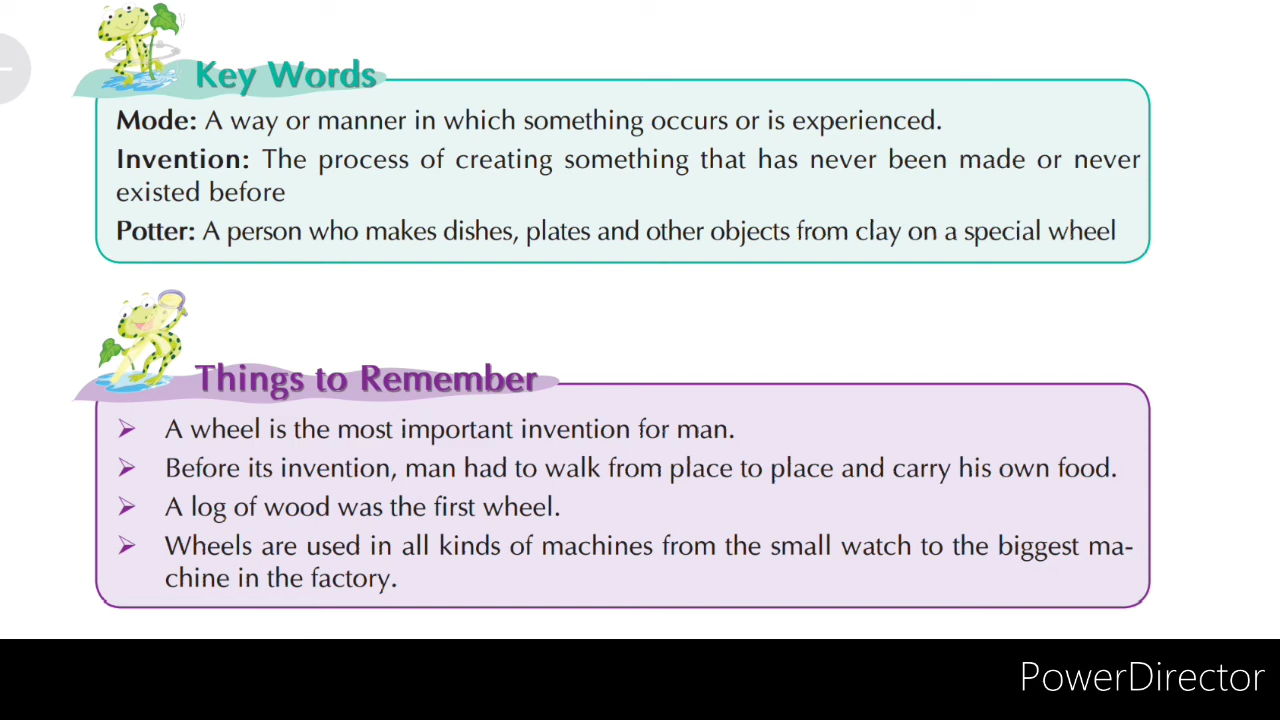 Key Words
Mode: A way or manner in which something occurs or is experienced.
Invention: The process of creating something that has never been made or never
existed before
Potter: A person who makes dishes, plates and other objects from clay on a special wheel
Things to Remember
➢ A wheel is the most important invention for man.
➢ Before its invention, man had to walk from place to place and carry his own food.
➢ A log of wood was the first wheel.
➢ Wheels are used in all kinds of machines from the small watch to the biggest ma-
chine in the factory.
PowerDirector